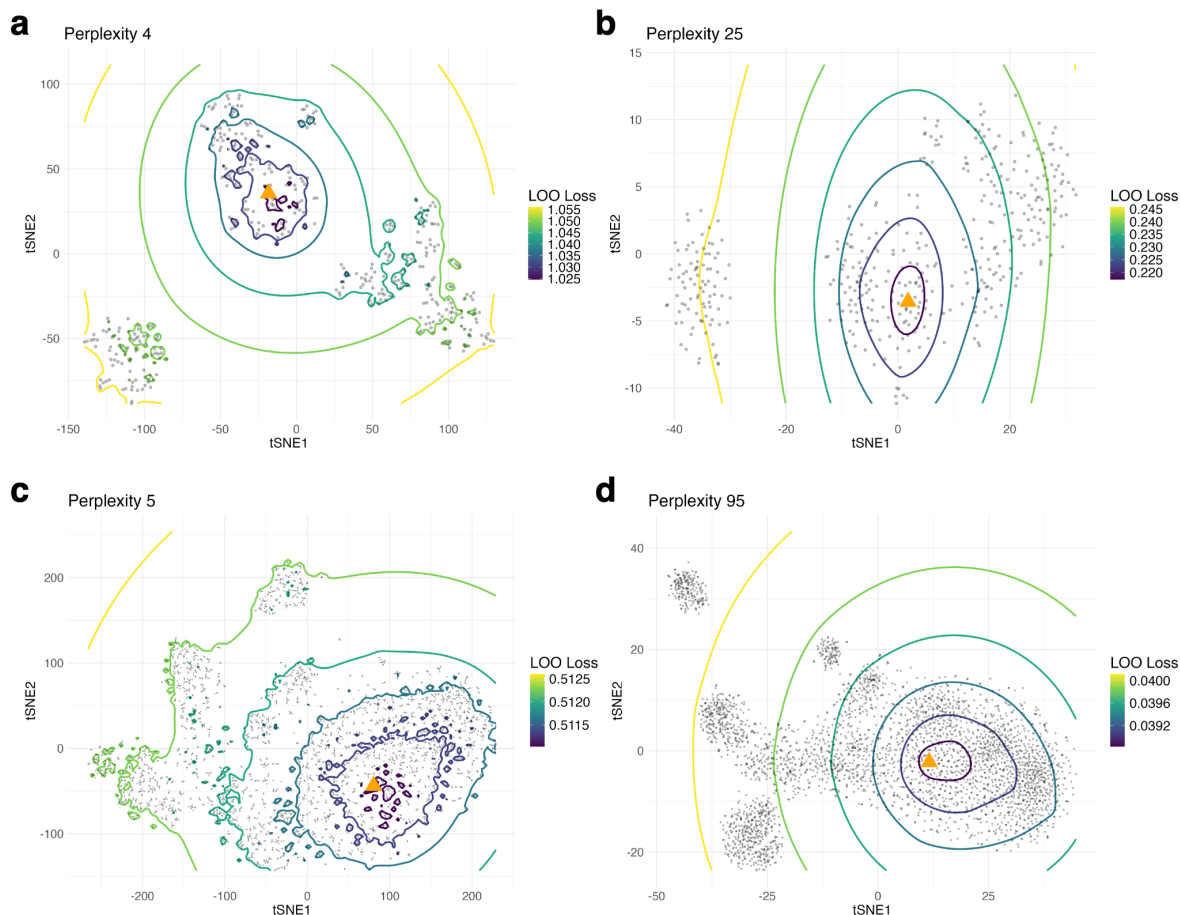 a
Perplexity 4
100
50
0
-50
tSNE2
-150
-100
-50
0
50
100
tSNE1
LOO Loss
1.055
1.050
1.045
1.040
1.035
1.030
1.025
b
Perplexity 25
15
10
5
0
-5
-10
tSNE2
-40
-20
0
20
tSNE1
LOO Loss
0.245
0.240
0.235
0.230
0.225
0.220
c
Perplexity 5
200
100
0
-100
tSNE2
-200
-100
0
100
200
tSNE1
LOO Loss
0.5125
0.5120
0.5115
d
Perplexity 95
40
20
0
-20
tSNE2
-50
-25
0
25
tSNE1
LOO Loss
0.0400
0.0396
0.0392